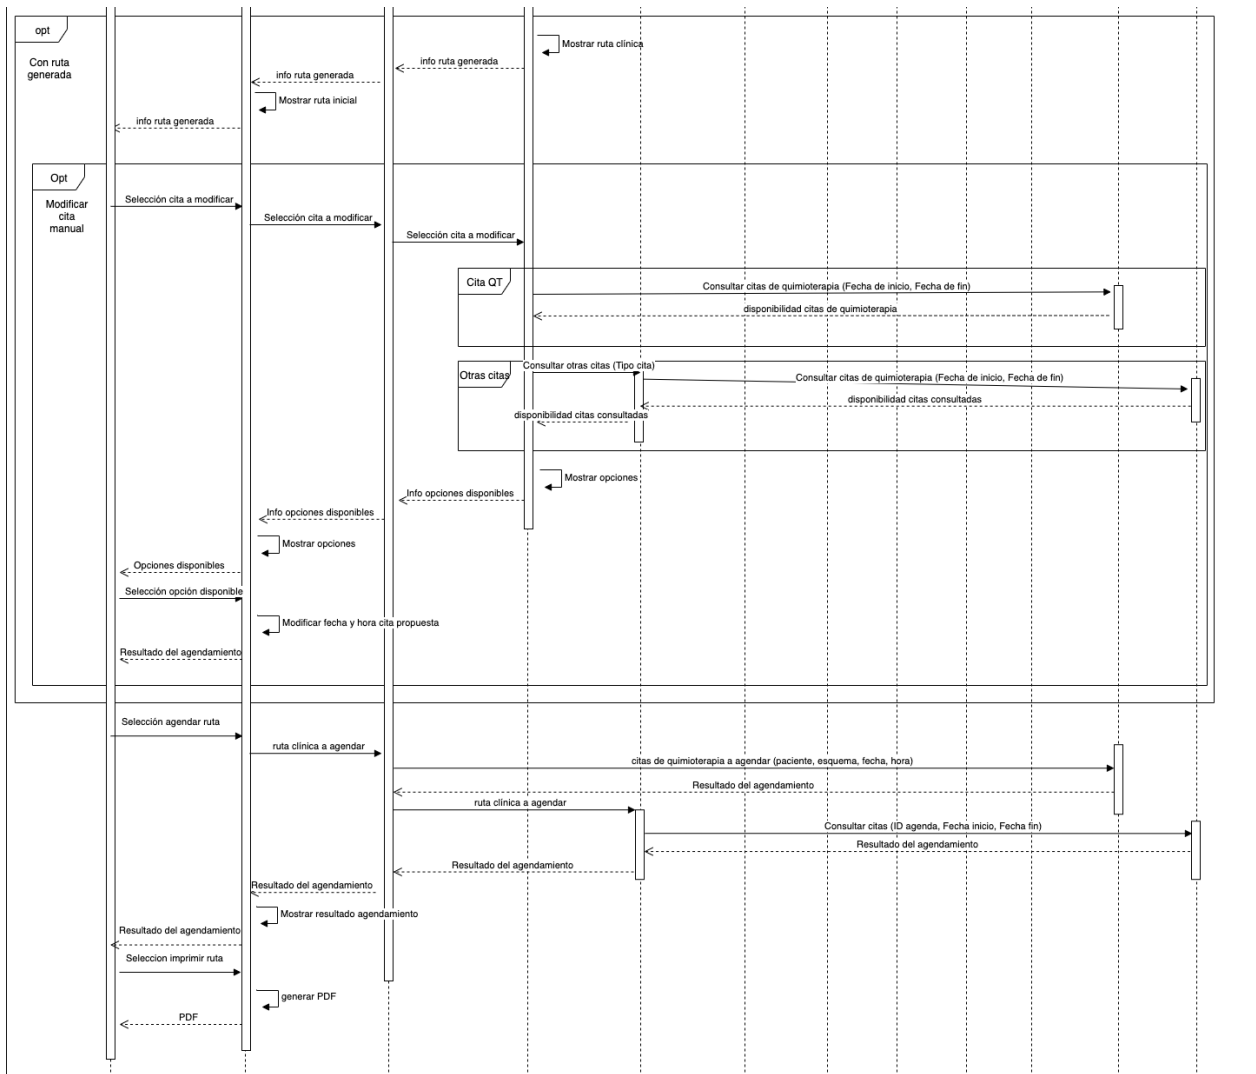 opt
Mostrar ruta clínica
Con ruta
generada
info ruta generada
info ruta generada
Mostrar ruta inicial
info ruta generada
Opt
Modificar
cita
manual
Selección cita a modificar
Selección cita a modificar
Selección cita a modificar
Cita QT
Consultar citas de quimioterapia (Fecha de inicio, Fecha de fin)
disponibilidad citas de quimioterapia
Otras citas
Consultar otras citas (Tipo cita)
Consultar citas de quimioterapia (Fecha de inicio, Fecha de fin)
disponibilidad citas consultadas
disponibilidad citas consultadas
Mostrar opciones
Info opciones disponibles
Info opciones disponibles
Mostrar opciones
Opciones disponibles
Selección opción disponible
Modificar fecha y hora cita propuesta
Resultado del agendamiento
Selección agendar ruta
ruta clínica a agendar
citas de quimioterapia a agendar (paciente, esquema, fecha, hora)
Resultado del agendamiento
ruta clínica a agendar
Consultar citas (ID agenda, Fecha inicio, Fecha fin)
Resultado del agendamiento
Resultado del agendamiento
Resultado del agendamiento
Mostrar resultado agendamiento
Resultado del agendamiento
Seleccion imprimir ruta
generar PDF
PDF